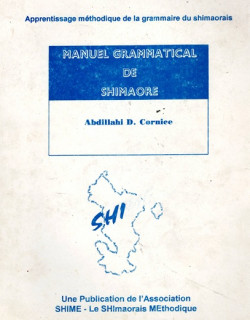 Apprentissage méthodique de la grammaire du shimaorais
MANUEL GRAMMATICAL
DE
SHIMAORE
Abdillahi D. Cornice
SHI
Une Publication de l'Association
SHIME - Le SHImaorais MEthodique